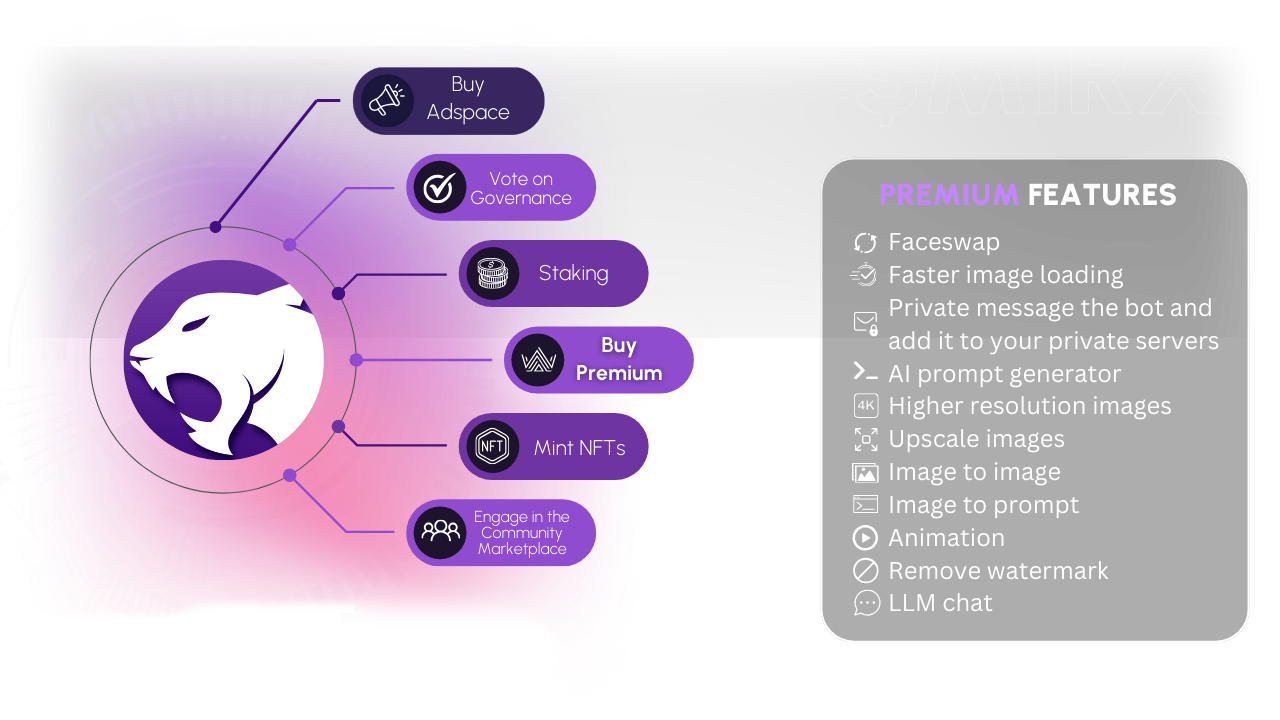 Buy
Adspace
Vote on
Governance
Staking
Buy
Premium
NFT
Mint NFTs
Engage in the
Community
Marketplace
PREMIUM FEATURES
Faceswap
Faster image loading
Private message the bot and
add it to your private servers
AI prompt generator
4K
Higher resolution images
Upscale images
Image to image
Image to prompt
Animation
Remove watermark
LLM chat